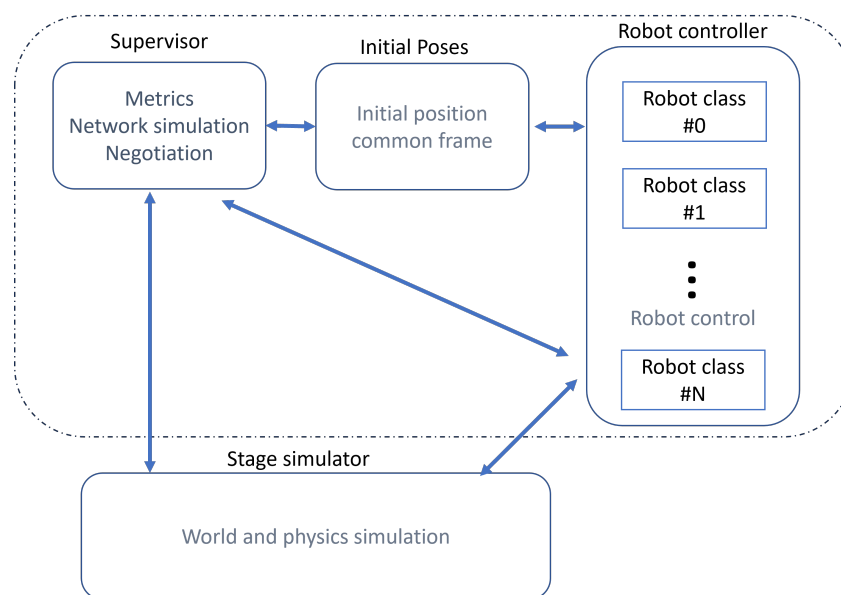 Supervisor
Metrics
Network simulation
Negotiation
Initial Poses
Initial position
common frame
Robot controller
Robot class
#0
Robot class
#1
Robot control
Robot class
#N
Stage simulator
World and physics simulation